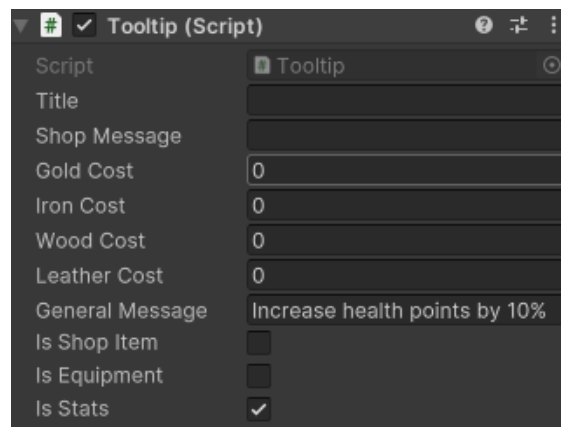 # Tooltip (Script)
Script # Tooltip
Title
Shop Message
Gold Cost 0
Iron Cost 0
Wood Cost 0
Leather Cost 0
General Message Increase health points by 10%
Is Shop Item
Is Equipment
Is Stats